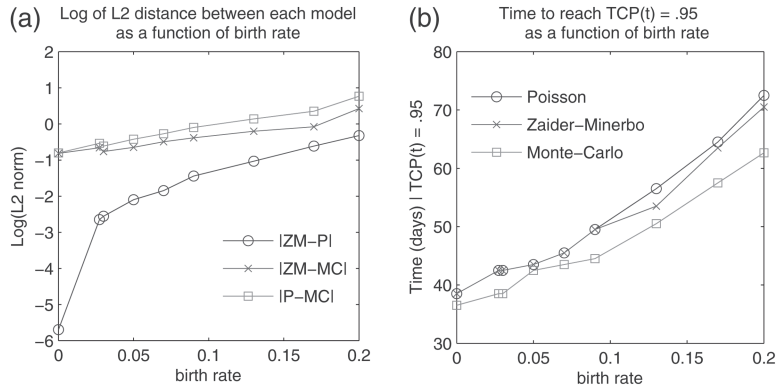 (a)
Log of L2 distance between each model
as a function of birth rate
Log(L2 norm)
2
1
0
−1
−2
−3
−4
−5
−6
|ZM−P|
|ZM−MC|
|P−MC|
0
0.05
0.1
0.15
0.2
birth rate
(b)
Time to reach TCP(t) = .95
as a function of birth rate
Time (days) | TCP(t) = .95
80
70
60
50
40
30
Poisson
Zaider−Minerbo
Monte−Carlo
0
0.05
0.1
0.15
0.2
birth rate